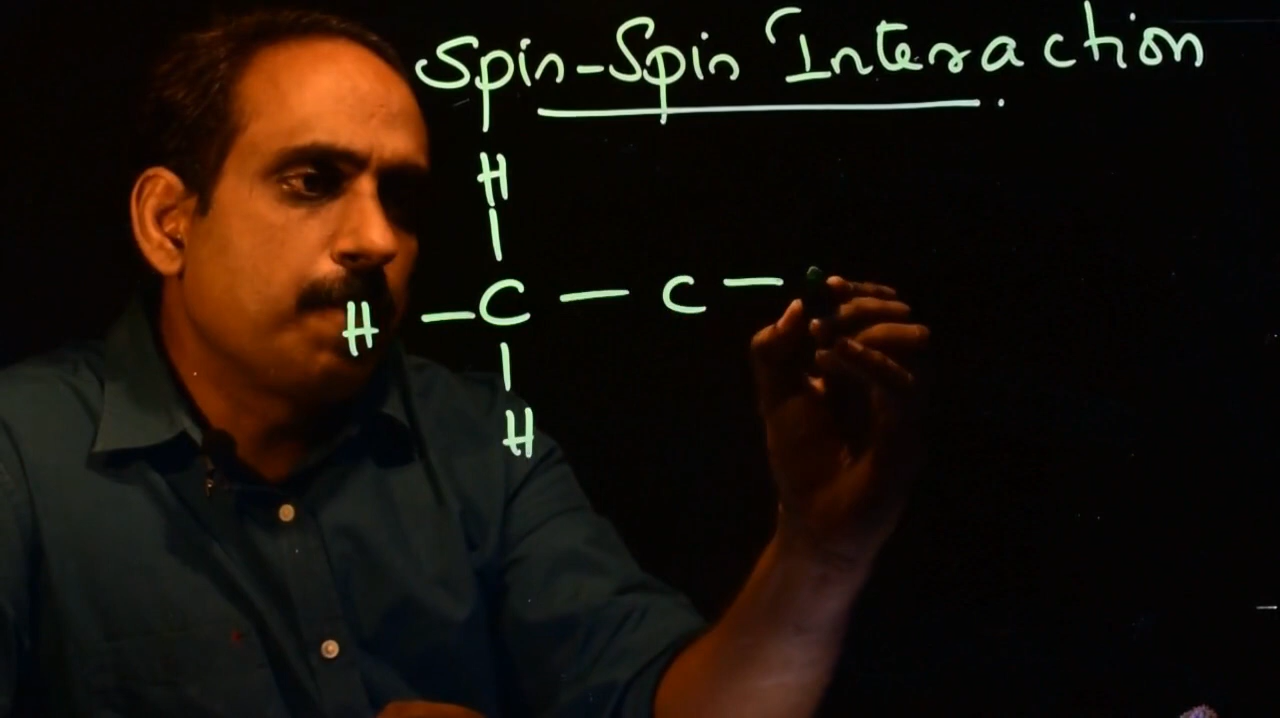 Spin-Spin Interaction
H
H - C - C -
H